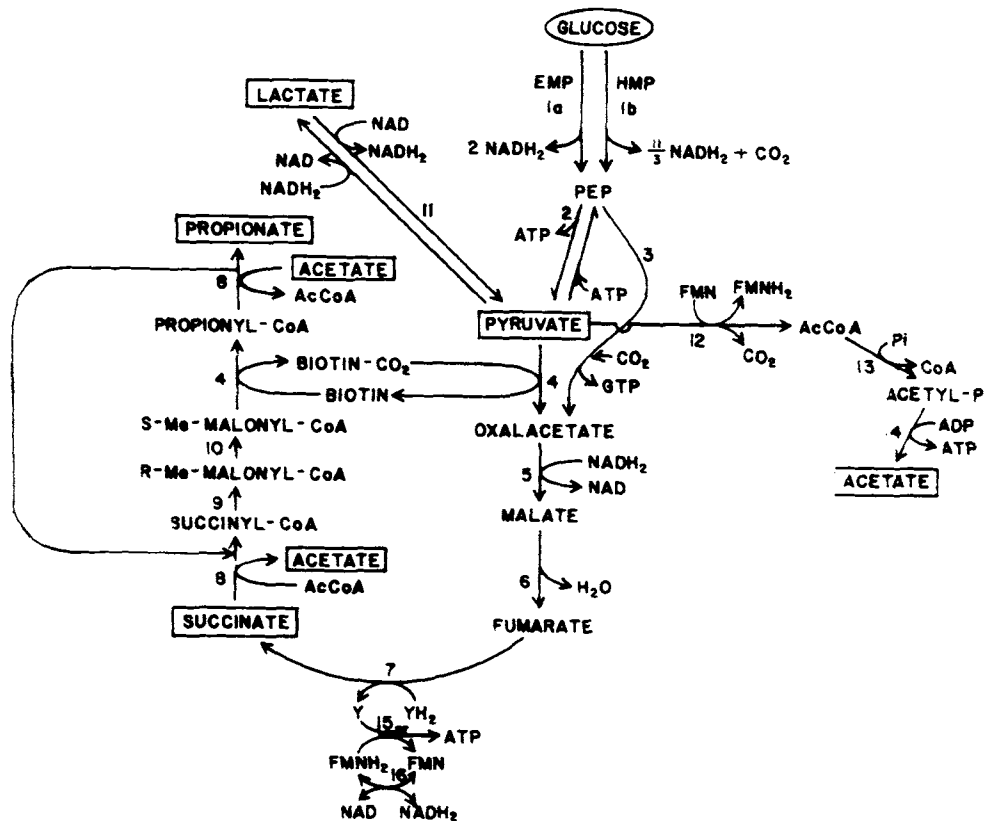 GLUCOSE
EMP
1a
HMP
1b
2 NADH₂
11/3 NADH₂ + CO₂
PEP
LACTATE
NAD
NADH₂
NAD
NADH₂
11
2
ATP
ATP
3
PROPIONATE
8
ACETATE
AcCoA
PROPIONYL-CoA
PYRUVATE
FMN
FMNH₂
12
CO₂
AcCoA
Pi
13
CoA
ACETYL-P
4
ADP
ATP
ACETATE
4
BIOTIN-CO₂
BIOTIN
4
CO₂
GTP
S-Me-MALONYL-CoA
10
R-Me-MALONYL-CoA
9
SUCCINYL-CoA
OXALACETATE
5
NADH₂
NAD
MALATE
6
H₂O
FUMARATE
8
ACETATE
AcCoA
SUCCINATE
7
Y
YH₂
15
ATP
FMNH₂
FMN
16
NAD
NADH₂